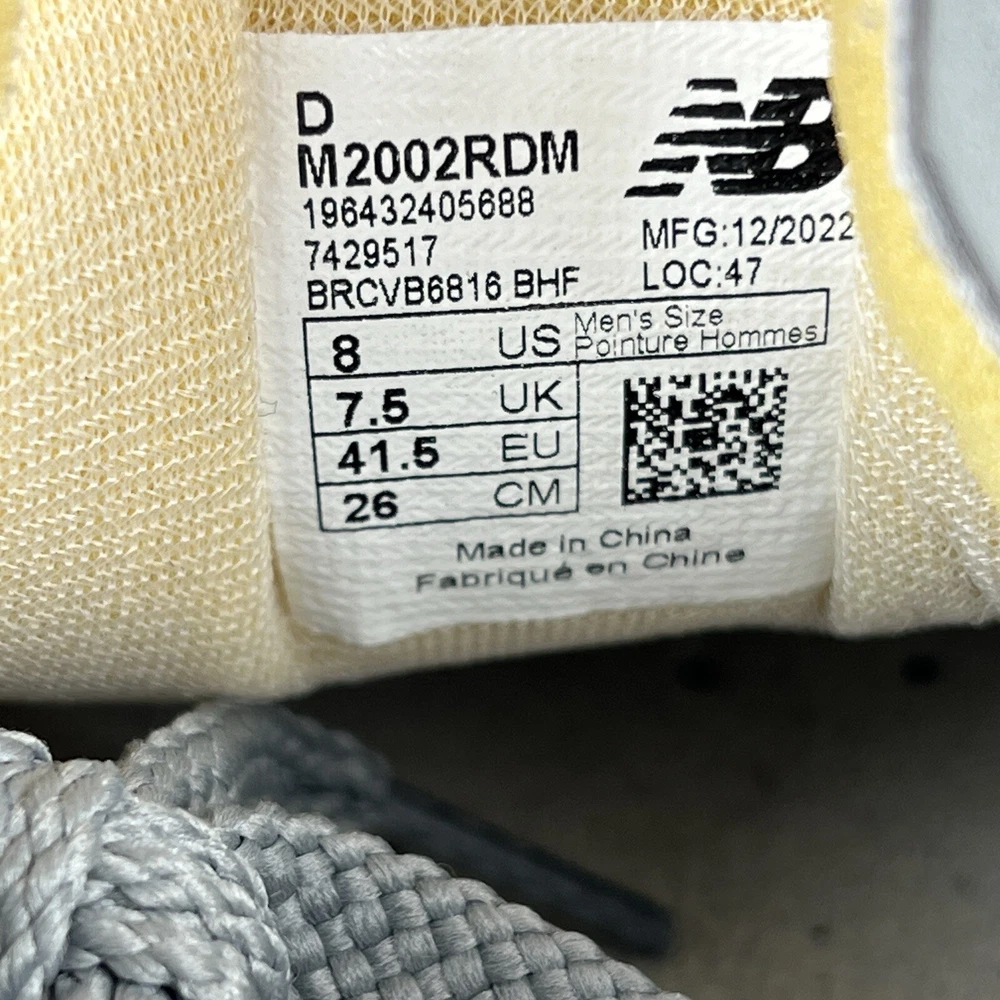 D
M2002RDM
196432405688
7429517
BRCVB6816 BHF
NB
MFG:12/2022
LOC:47
8 US Men's Size
Pointure Hommes
7.5 UK
41.5 EU
26 CM
Made in China
Fabriqué en Chine